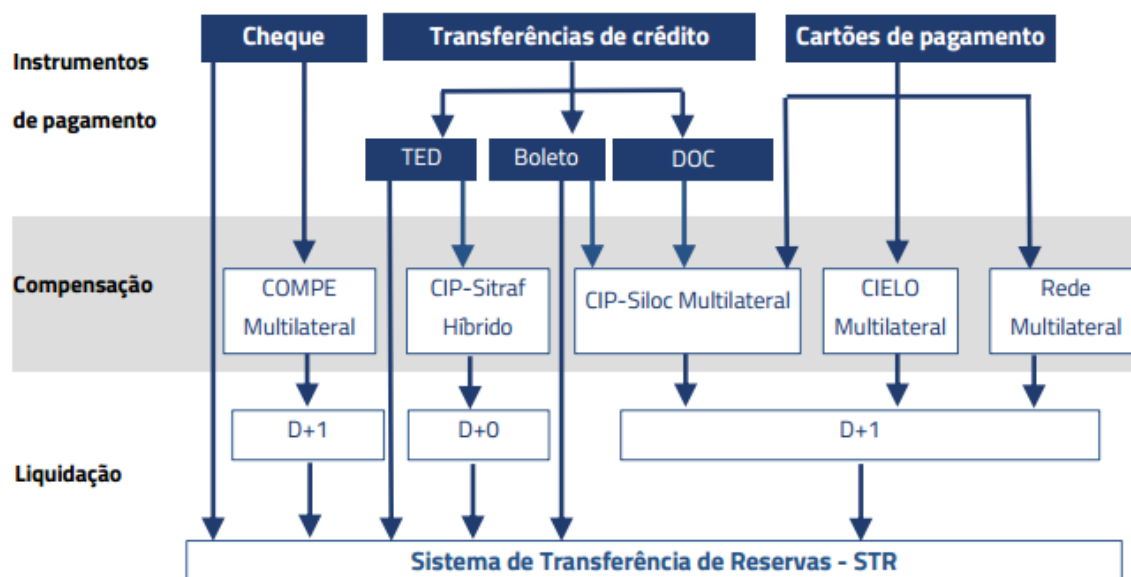 Cheque
Transferências de crédito
Cartões de pagamento
Instrumentos
de pagamento
TED
Boleto
DOC
Compensação
COMPE
Multilateral
CIP-Sitraf
Híbrido
CIP-Siloc Multilateral
CIELO
Multilateral
Rede
Multilateral
D+1
D+0
D+1
Liquidação
Sistema de Transferência de Reservas - STR